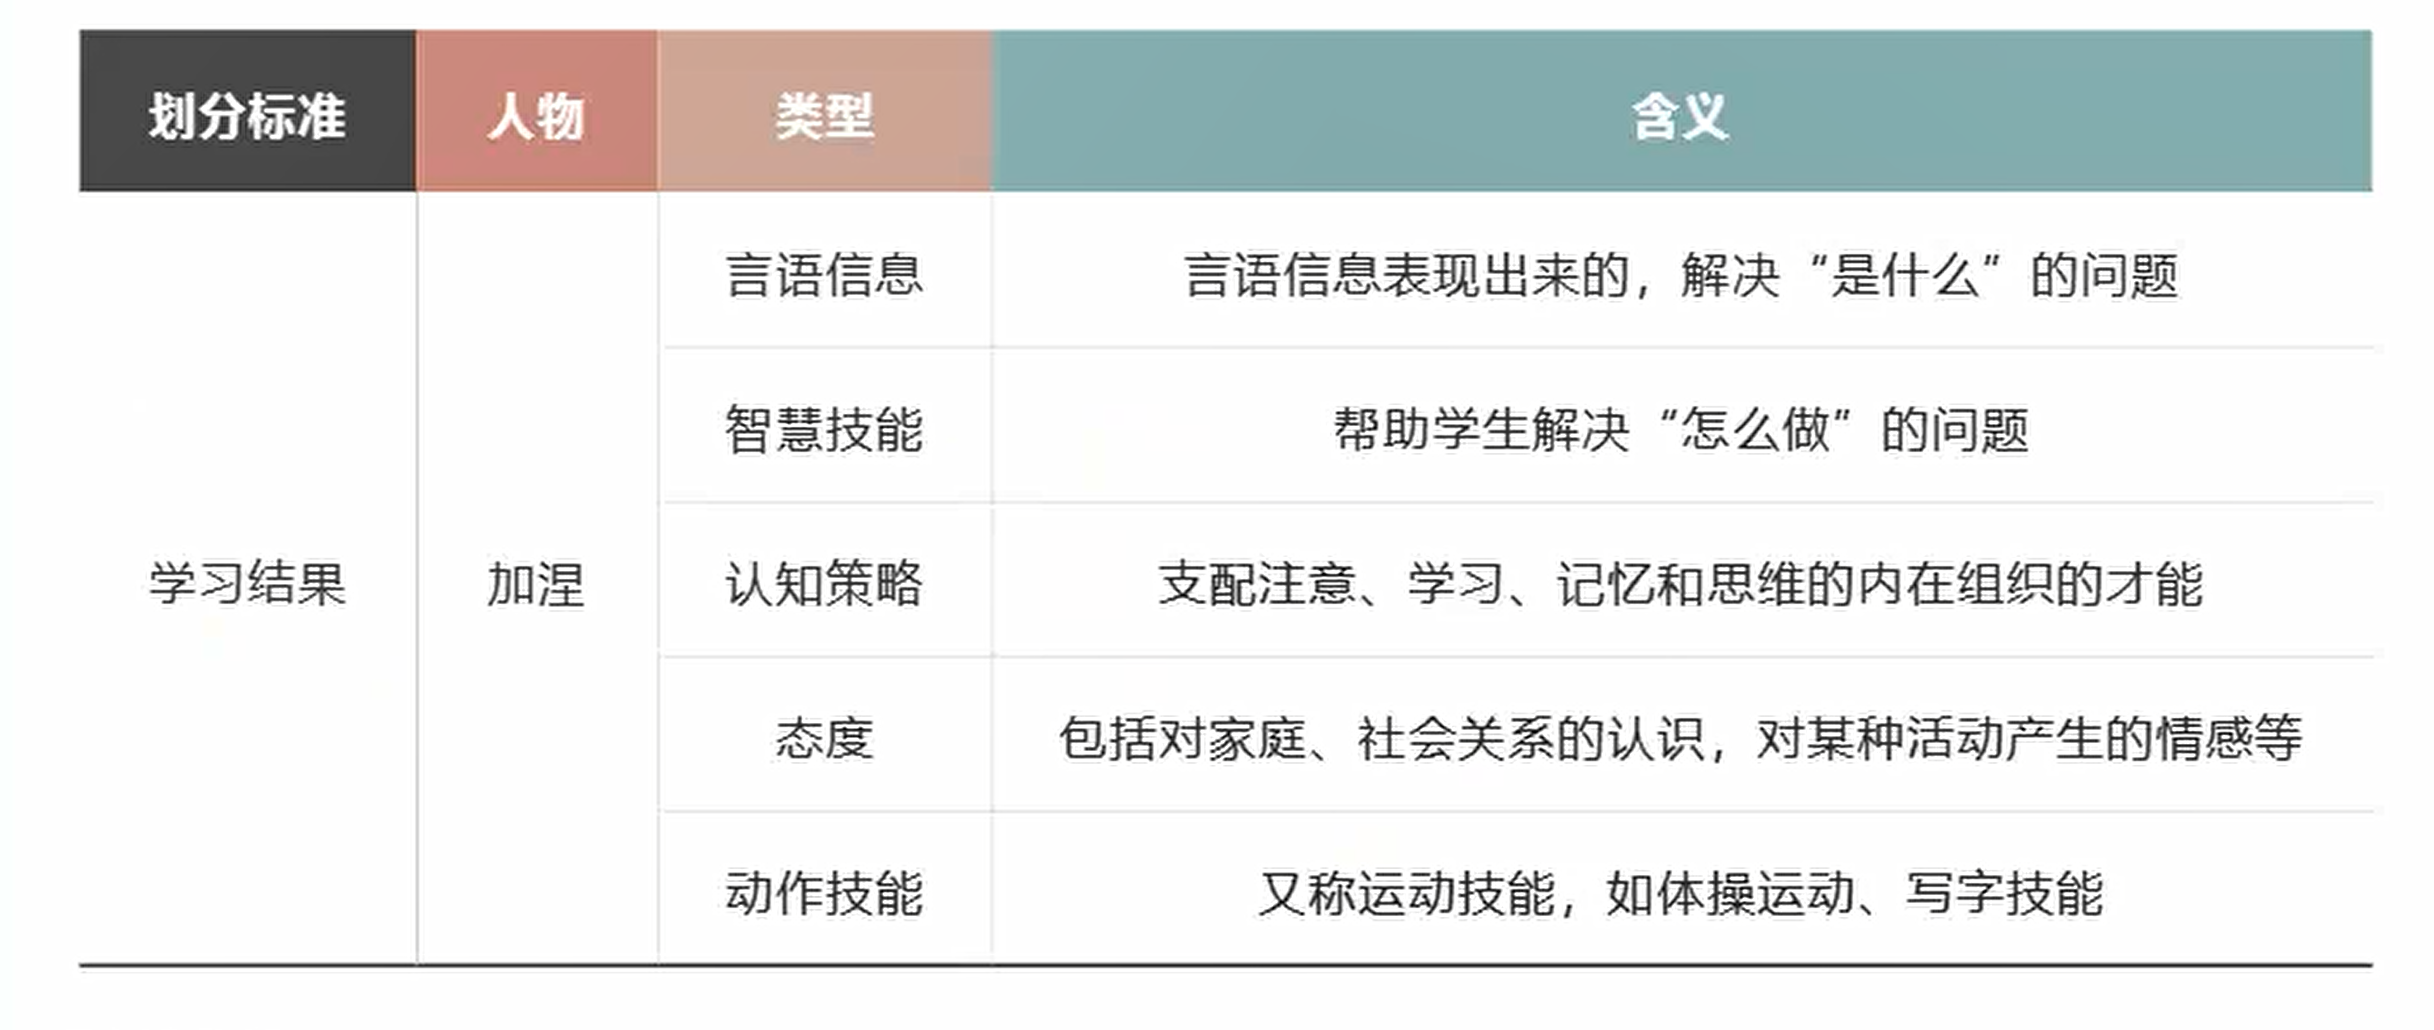 划分标准 人物 类型 含义
言语信息 言语信息表现出来的，解决“是什么”的问题
智慧技能 帮助学生解决“怎么做”的问题
学习结果 加涅 认知策略 支配注意、学习、记忆和思维的内在组织的才能
态度 包括对家庭、社会关系的认识，对某种活动产生的情感等
动作技能 又称运动技能，如体操运动、写字技能